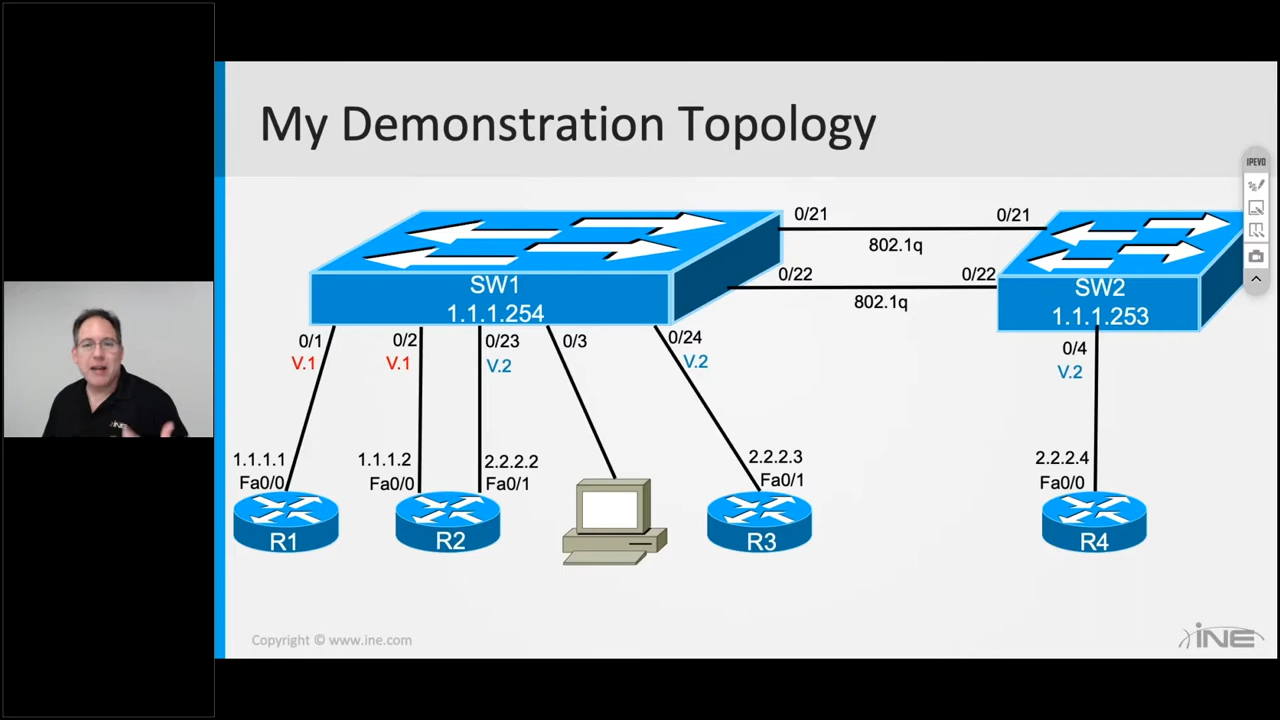 My Demonstration Topology
IPEVO
0/21
0/21
802.1q
0/22
0/22
802.1q
SW1
1.1.1.254
SW2
1.1.1.253
0/1
V.1
0/2
V.1
0/23
V.2
0/3
0/24
V.2
0/4
V.2
1.1.1.1
Fa0/0
1.1.1.2
Fa0/0
2.2.2.2
Fa0/1
2.2.2.3
Fa0/1
2.2.2.4
Fa0/0
R1
R2
R3
R4
Copyright © www.ine.com
iNE
iNE